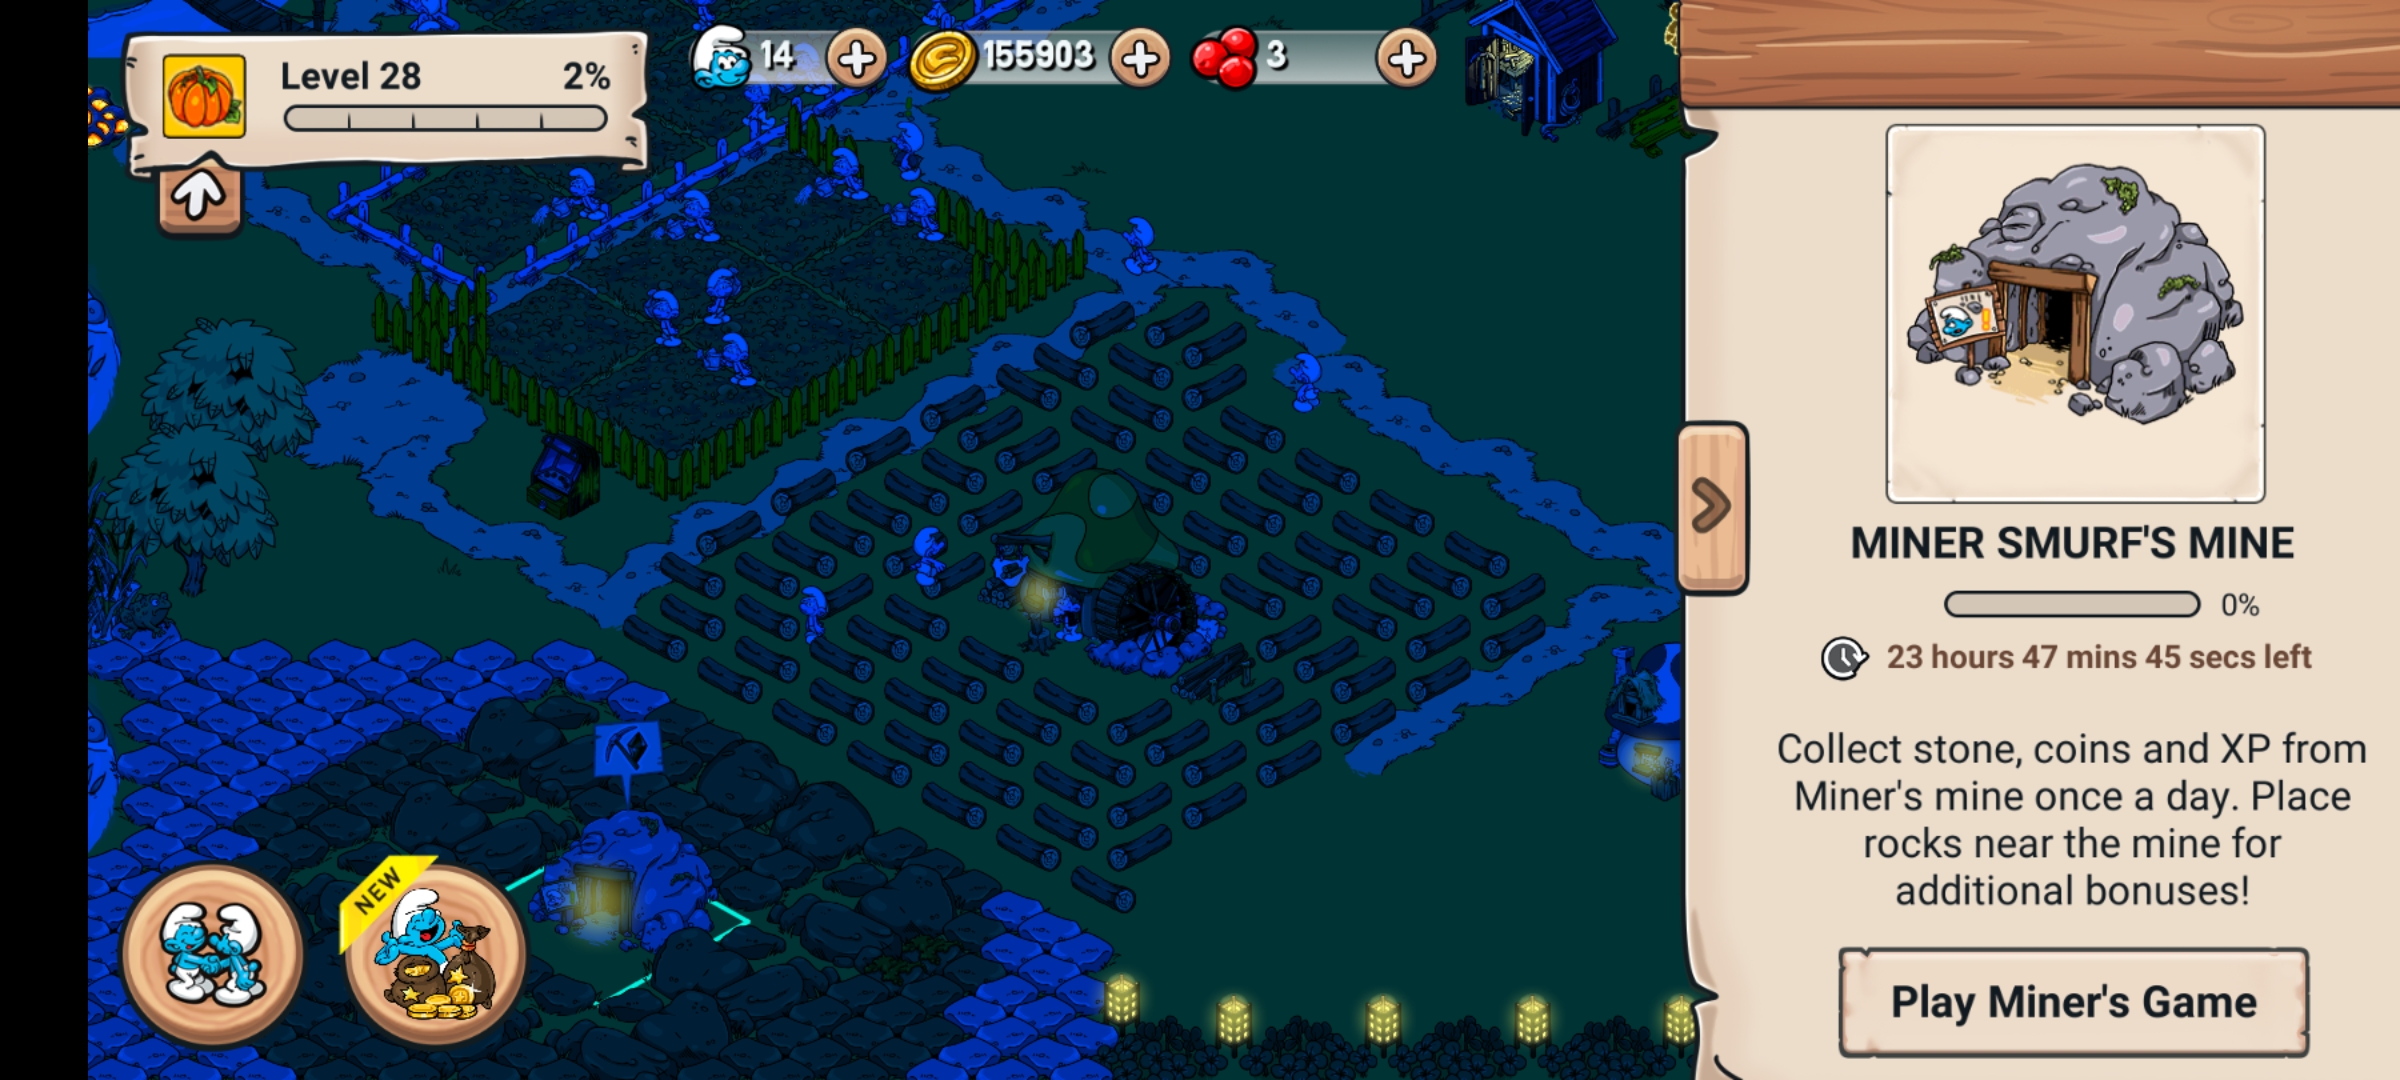 Level 28 2%
14
155903
3
NEW
MINER SMURF'S MINE
0%
23 hours 47 mins 45 secs left
Collect stone, coins and XP from
Miner's mine once a day. Place
rocks near the mine for
additional bonuses!
Play Miner's Game